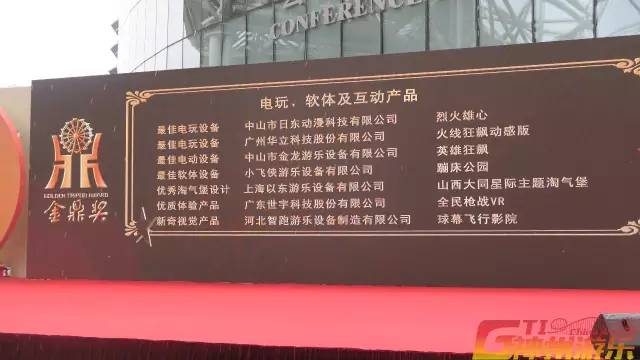 CONFERENCE
电玩、软体及互动产品
最佳电玩设备 中山市日东动漫科技有限公司 烈火雄心
最佳电玩设备 广州华立科技股份有限公司 火线狂飙动感版
最佳电动设备 中山市金龙游乐设备有限公司 英雄狂飙
最佳软体设备 小飞侠游乐设备有限公司 蹦床公园
优秀淘气堡设计 上海以东游乐设备有限公司 山西大同星际主题淘气堡
优质体验产品 广东世宇科技股份有限公司 全民枪战VR
新奇视觉产品 河北智跑游乐设备制造有限公司 球幕飞行影院
GOLDEN TRIPOD AWARD
金鼎奖
GTI
神州游乐